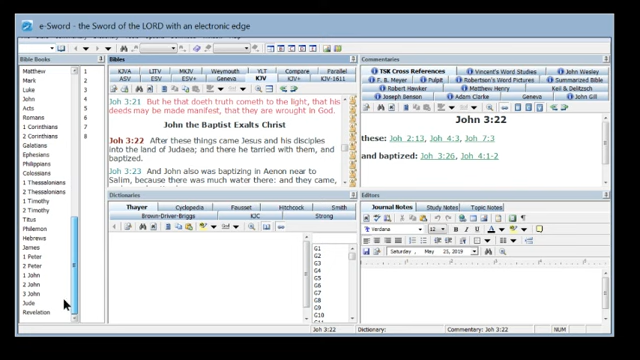 e-Sword - the Sword of the LORD with an electronic edge
Bible Books
Bibles
Commentaries
Matthew
Mark
Luke
John
Acts
Romans
1 Corinthians
2 Corinthians
Galatians
Ephesians
Philippians
Colossians
1 Thessalonians
2 Thessalonians
1 Timothy
2 Timothy
Titus
Philemon
Hebrews
James
1 Peter
2 Peter
1 John
2 John
3 John
Jude
Revelation
1
2
3
4
5
6
7
8
KJVA LITV MKJV Weymouth YLT Compare Parallel
ASV ESV ESV+ Geneva KJV KJV+ KJV-1611
Joh 3:21 But he that doeth truth cometh to the light, that his
deeds may be made manifest, that they are wrought in God.
John the Baptist Exalts Christ
Joh 3:22 After these things came Jesus and his disciples
into the land of Judaea; and there he tarried with them, and
baptized.
Joh 3:23 And John also was baptizing in Aenon near to
Salim, because there was much water there: and they came,
TSK Cross References Vincent's Word Studies John Wesley
F. B. Meyer Pulpit Robertson's Word Pictures Summarized Bible
Robert Hawker Matthew Henry Keil & Delitzsch
Joseph Benson Adam Clarke Geneva John Gill
John 3:22
these: Joh 2:13, Joh 4:3, Joh 7:3
and baptized: Joh 3:26, Joh 4:1-2
Dictionaries
Thayer Cyclopedia Fausset Hitchcock Smith
Brown-Driver-Briggs KJC Strong
G1
G2
G3
G4
G5
G6
G7
G8
G9
G10
Editors
Journal Notes Study Notes Topic Notes
Verdana 12
Saturday , May 25, 2019
Joh 3:22
Dictionary:
Commentary: Joh 3:22
NUM